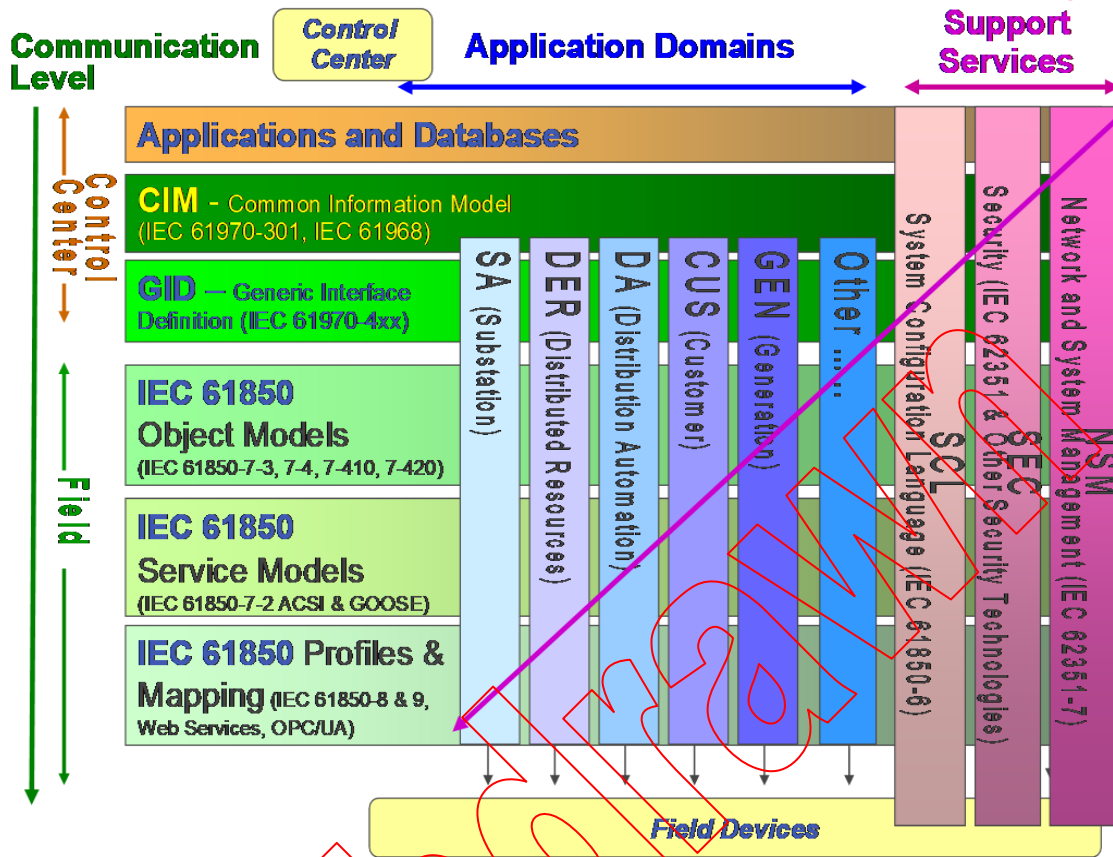 Communication
Level
Control
Center
Application Domains
Support
Services
Control
Center
Field
Applications and Databases
CIM - Common Information Model
(IEC 61970-301, IEC 61968)
GID – Generic Interface
Definition (IEC 61970-4xx)
IEC 61850
Object Models
(IEC 61850-7-3, 7-4, 7-410, 7-420)
IEC 61850
Service Models
(IEC 61850-7-2 ACSI & GOOSE)
IEC 61850 Profiles &
Mapping (IEC 61850-8 & 9,
Web Services, OPC/UA)
SA (Substation)
DER (Distributed Resources)
DA (Distribution Automation)
CUS (Customer)
GEN (Generation)
Other .....
SCL
System Configuration Language (IEC 61850-6)
SEC
Security (IEC 62351 & Other Security Technologies)
NSM
Network and System Management (IEC 62351-7)
Field Devices